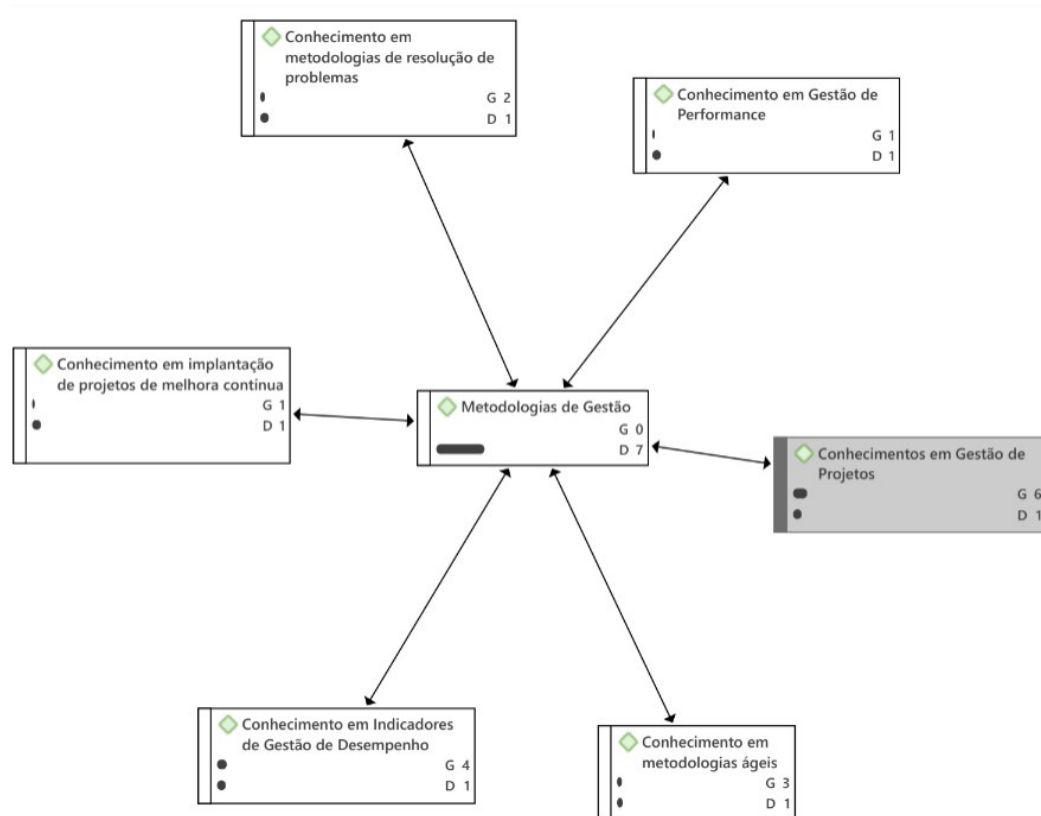 Conhecimento em
metodologias de resolução de
problemas
G 2
D 1
Conhecimento em Gestão de
Performance
G 1
D 1
Conhecimento em implantação
de projetos de melhora contínua
G 1
D 1
Metodologias de Gestão
G 0
D 7
Conhecimentos em Gestão de
Projetos
G 6
D 1
Conhecimento em Indicadores
de Gestão de Desempenho
G 4
D 1
Conhecimento em
metodologias ágeis
G 3
D 1